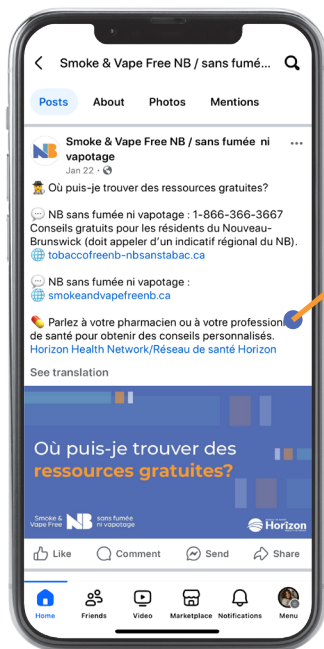 Smoke & Vape Free NB / sans fumé...
Posts About Photos Mentions
Smoke & Vape Free NB / sans fumée ni
vapotage
Jan 22
Où puis-je trouver des ressources gratuites?
NB sans fumée ni vapotage : 1-866-366-3667
Conseils gratuits pour les résidents du Nouveau-
Brunswick (doit appeler d'un indicatif régional du NB).
tobaccofreenb-nbsanstabac.ca
NB sans fumée ni vapotage :
smokeandvapefreenb.ca
Parlez à votre pharmacien ou à votre profession
de santé pour obtenir des conseils personnalisés.
Horizon Health Network/Réseau de santé Horizon
See translation
Où puis-je trouver des
ressources gratuites?
Smoke & Vape Free NB sans fumée ni vapotage
Horizon
Like Comment Send Share
Home Friends Video Marketplace Notifications Menu